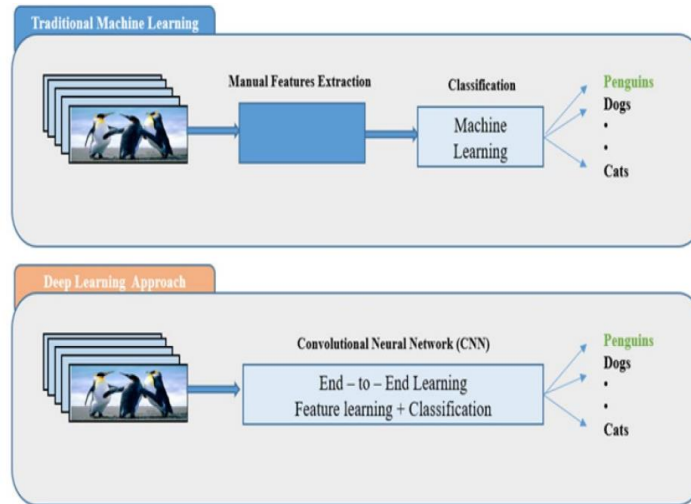 Traditional Machine Learning
Manual Features Extraction
Classification
Machine
Learning
Penguins
Dogs
•
•
Cats
Deep Learning Approach
Convolutional Neural Network (CNN)
End – to – End Learning
Feature learning + Classification
Penguins
Dogs
•
•
Cats